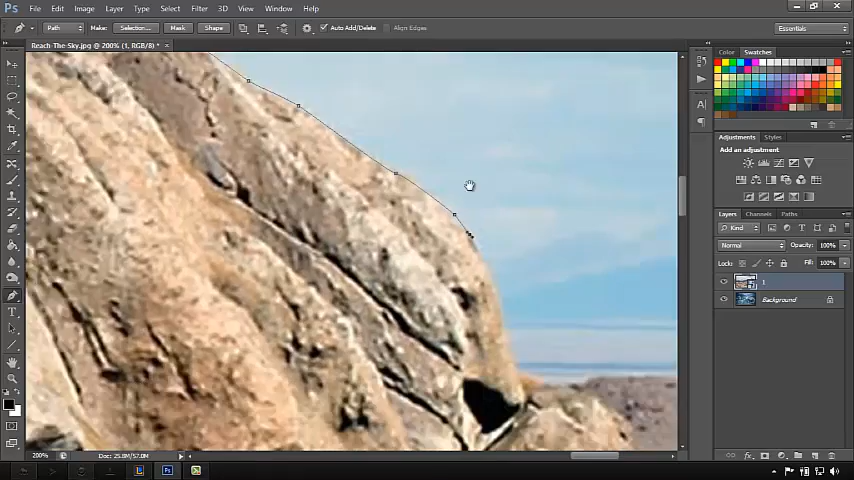 Ps File Edit Image Layer Type Select Filter 3D View Window Help
Path Make: Selection... Mask Shape Auto Add/Delete Align Edges Essentials
Reach-The-Sky.jpg @ 200% (1, RGB/8) * ×
Color Swatches
Adjustments Styles
Add an adjustment
Layers Channels Paths
Kind
Normal Opacity: 100%
Lock: Fill: 100%
1
Background
200% Doc: 25.8M/57.0M